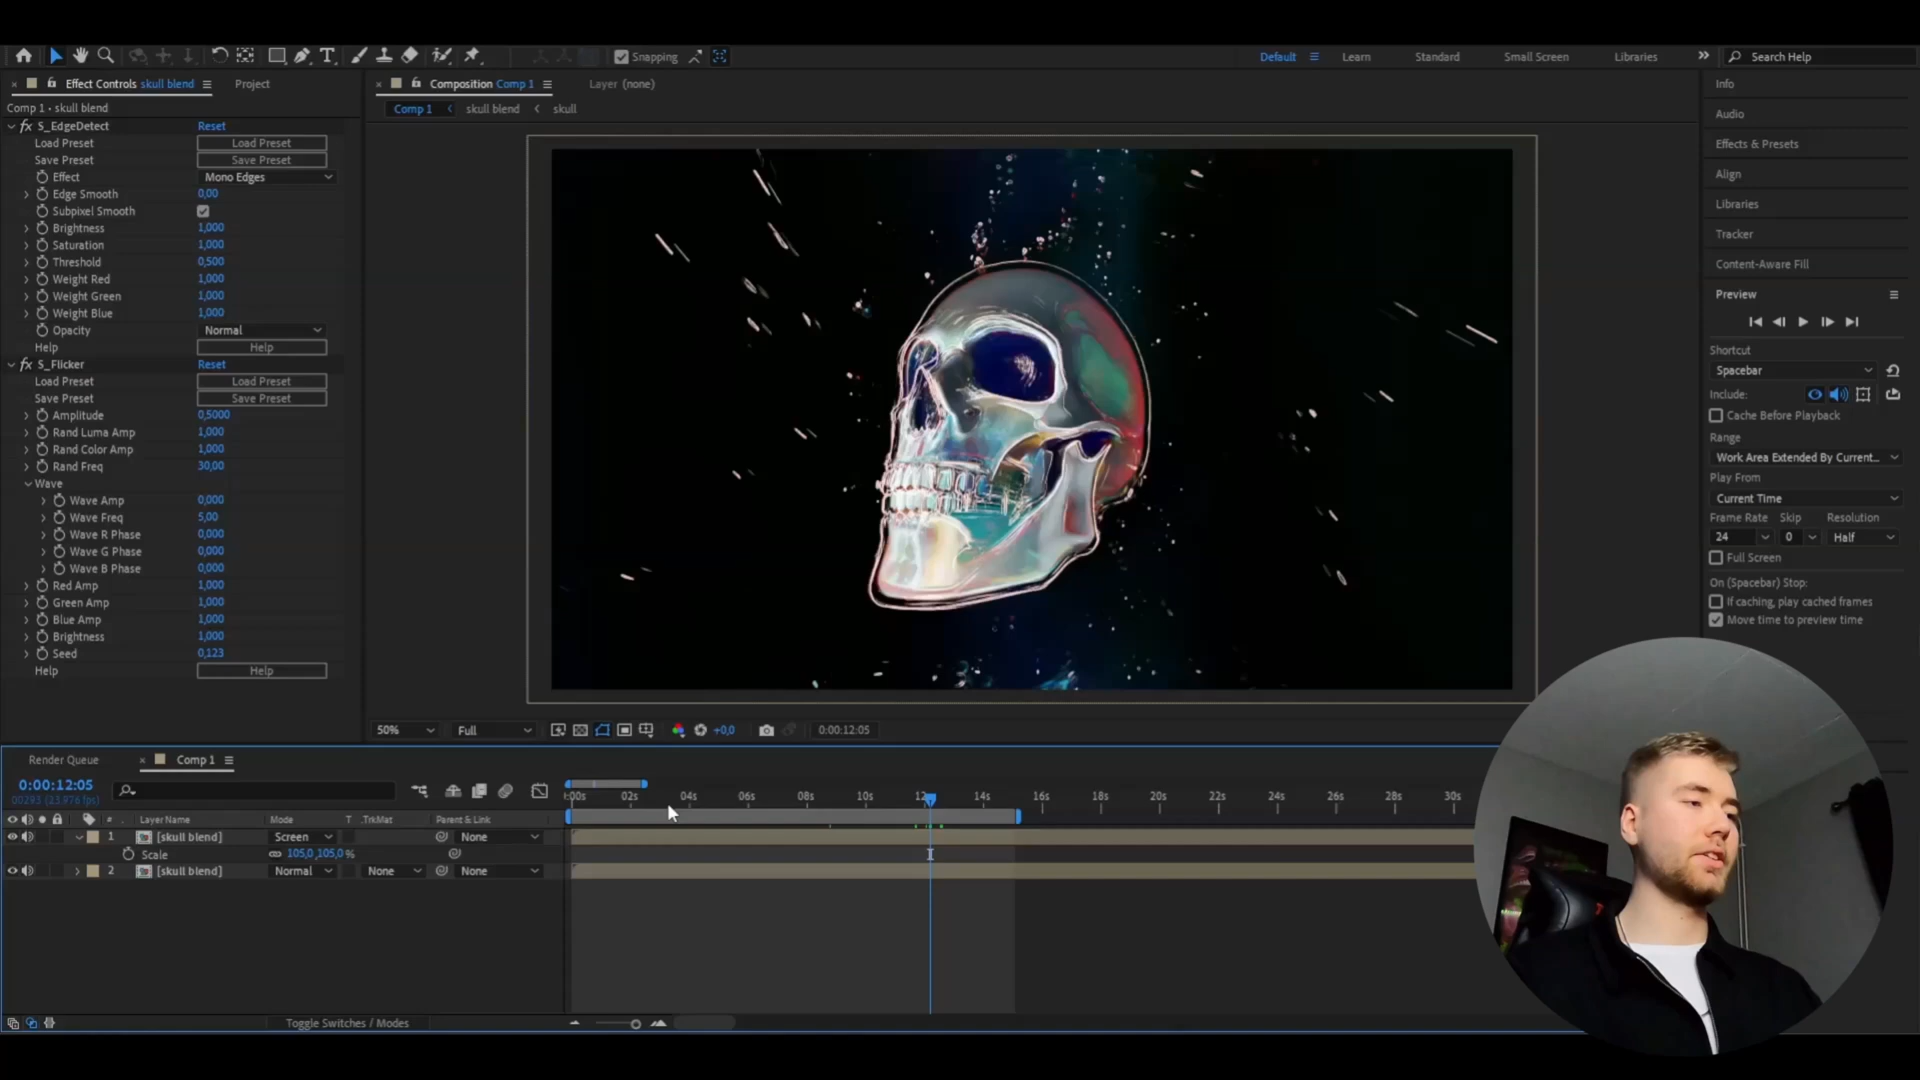 Snapping
Default
Learn
Standard
Small Screen
Libraries
Search Help
Effect Controls skull blend
Project
Composition Comp 1
Layer (none)
Info
Comp 1 • skull blend
Comp 1
skull blend
skull
Audio
Effects & Presets
Align
Libraries
Tracker
Content-Aware Fill
fx S_EdgeDetect Reset
Load Preset Load Preset
Save Preset Save Preset
Effect Mono Edges
Edge Smooth 0,00
Subpixel Smooth
Brightness 1,000
Saturation 1,000
Threshold 0,500
Weight Red 1,000
Weight Green 1,000
Weight Blue 1,000
Opacity Normal
Help Help
fx S_Flicker Reset
Load Preset Load Preset
Save Preset Save Preset
Amplitude 0,5000
Rand Luma Amp 1,000
Rand Color Amp 1,000
Rand Freq 30,00
Wave
Wave Amp 0,000
Wave Freq 5,00
Wave R Phase 0,000
Wave G Phase 0,000
Wave B Phase 0,000
Red Amp 1,000
Green Amp 1,000
Blue Amp 1,000
Brightness 1,000
Seed 0,123
Help Help
Preview
Shortcut
Spacebar
Include:
Cache Before Playback
Range
Work Area Extended By Current...
Play From
Current Time
Frame Rate Skip Resolution
24 0 Half
Full Screen
On (Spacebar) Stop:
If caching, play cached frames
Move time to preview time
50% Full +0,0 0:00:12:05
Render Queue
Comp 1
0:00:12:05
00293 (23.976 fps)
02s 04s 06s 08s 10s 14s 16s 18s 20s 22s 24s 26s 28s 30s
# Layer Name Mode T .TrkMat Parent & Link
1 [skull blend] Screen None
Scale 105,0,105,0%
2 [skull blend] Normal None None
Toggle Switches / Modes